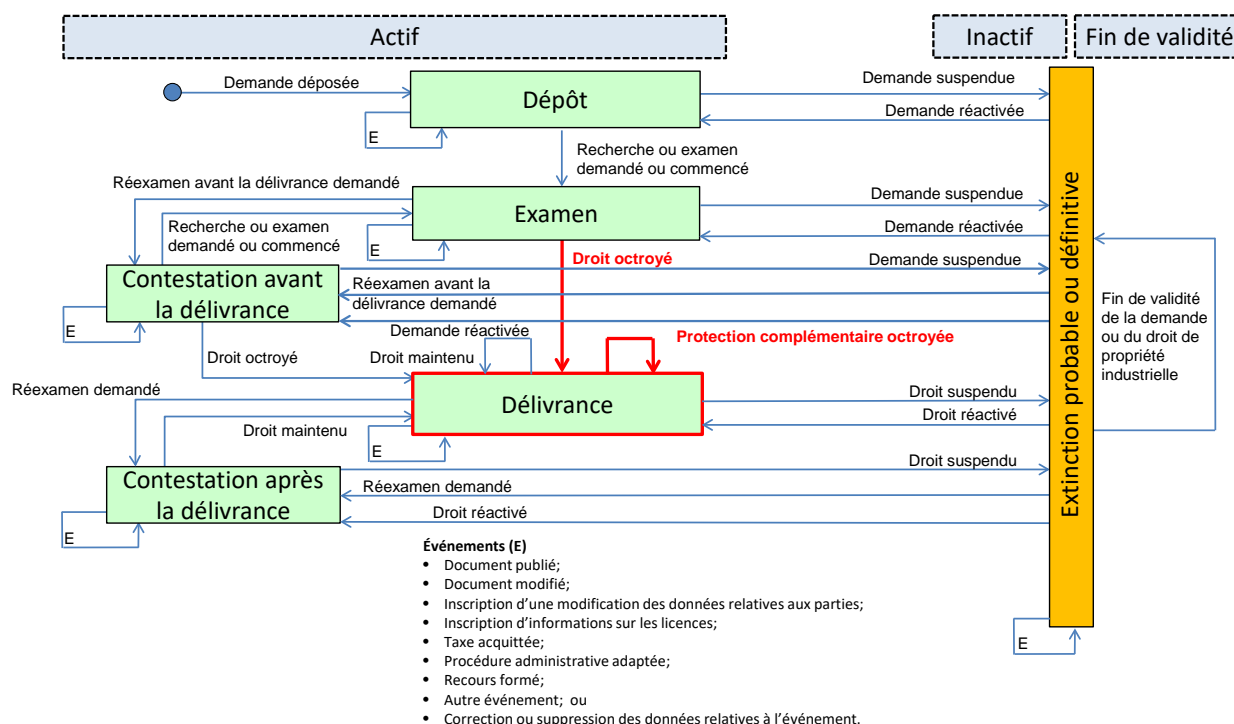 Actif
Inactif
Fin de validité
Demande déposée
Dépôt
Demande suspendue
Demande réactivée
E
Recherche ou examen
demandé ou commencé
Réexamen avant la délivrance demandé
Examen
Demande suspendue
Demande réactivée
Recherche ou examen
demandé ou commencé
E
Droit octroyé
Demande suspendue
Contestation avant
la délivrance
Réexamen avant la
délivrance demandé
E
Demande réactivée
Droit octroyé
Droit maintenu
Protection complémentaire octroyée
Fin de validité
de la demande
ou du droit de
propriété
industrielle
Extinction probable ou définitive
Réexamen demandé
Délivrance
Droit suspendu
Droit réactivé
Droit maintenu
E
Contestation après
la délivrance
Droit suspendu
Réexamen demandé
Droit réactivé
E
Événements (E)
• Document publié;
• Document modifié;
• Inscription d’une modification des données relatives aux parties;
• Inscription d’informations sur les licences;
• Taxe acquittée;
• Procédure administrative adaptée;
• Recours formé;
• Autre événement; ou
• Correction ou suppression des données relatives à l’événement.
E